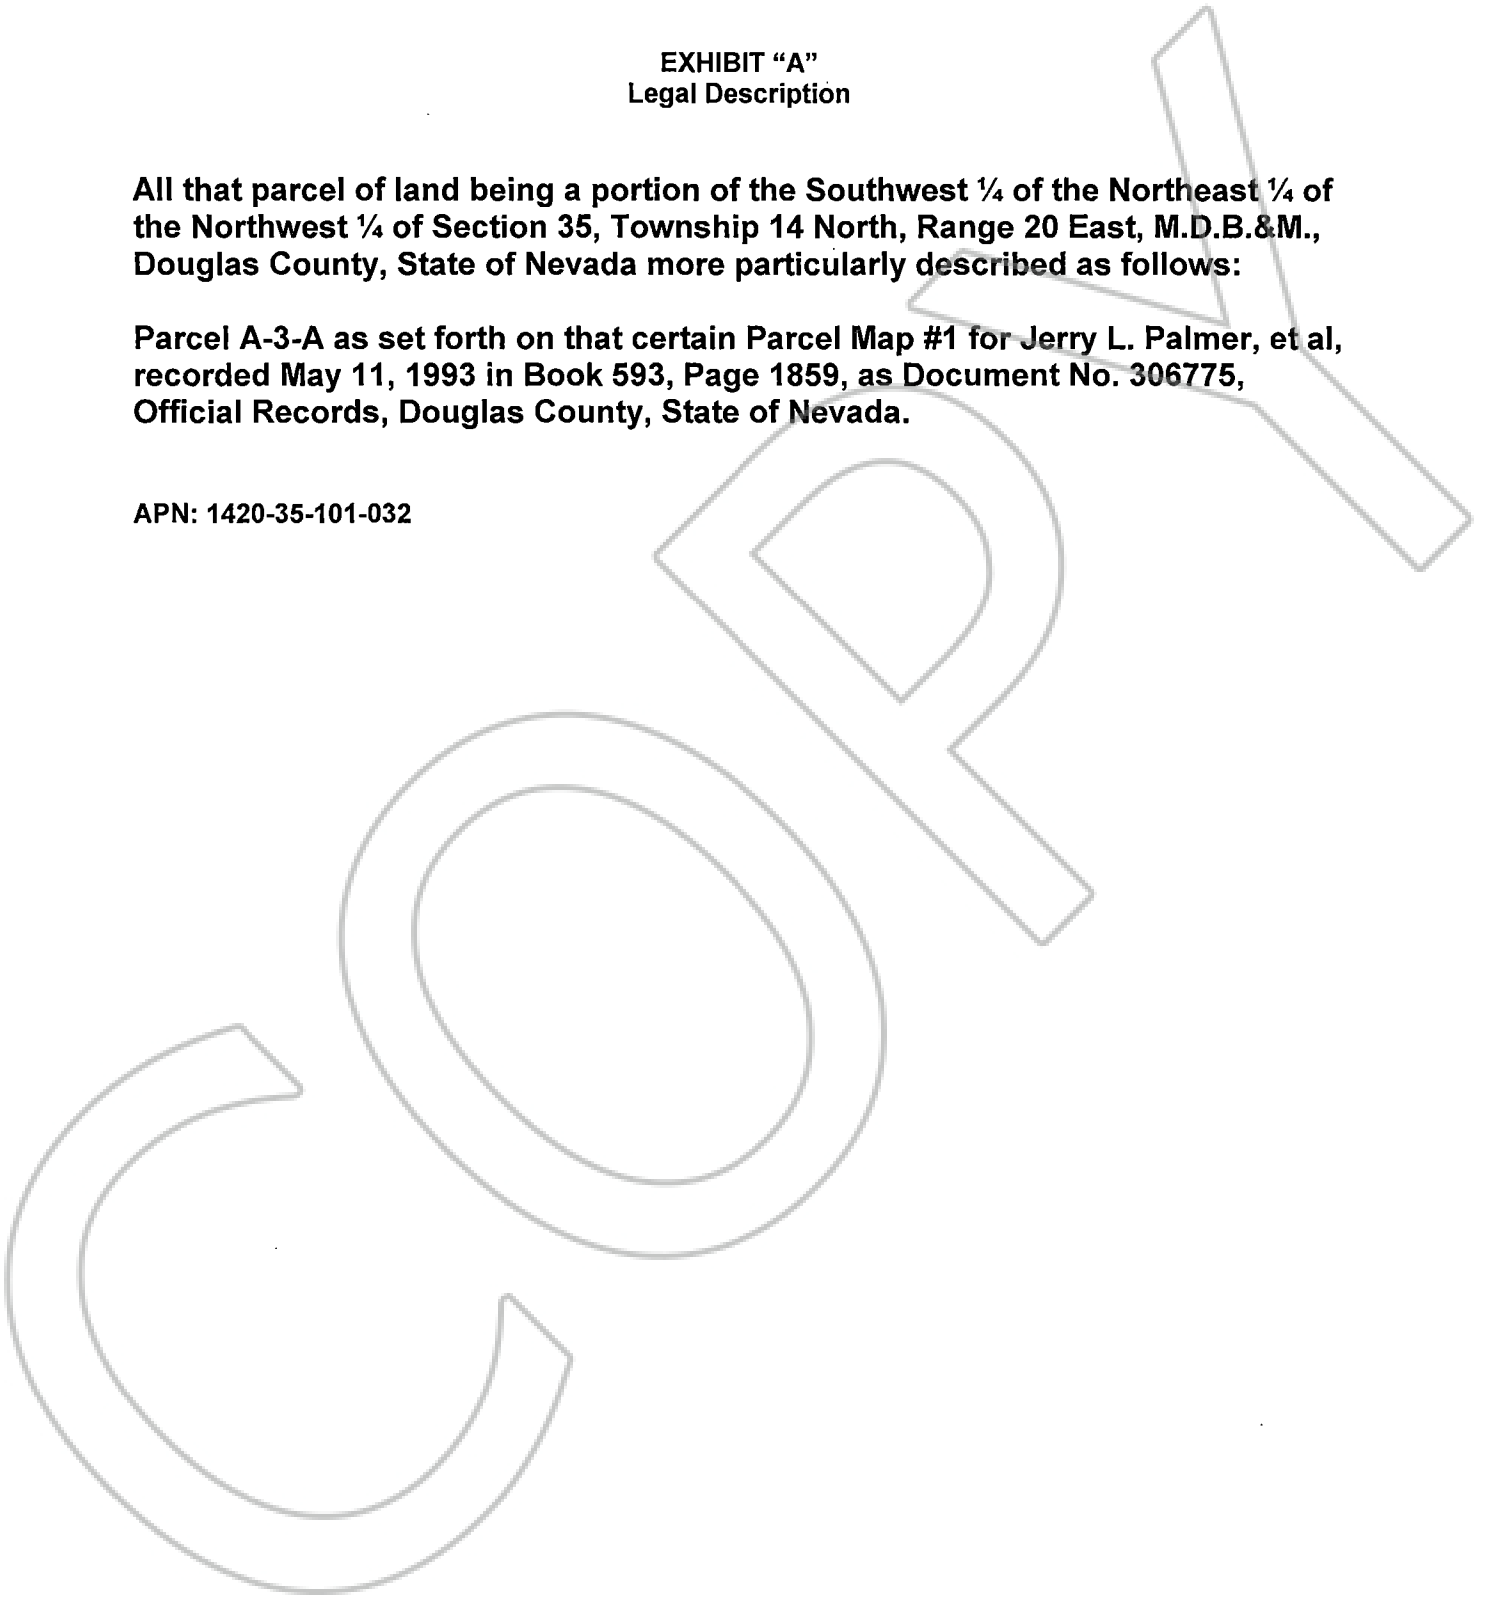 EXHIBIT “A”
Legal Description
All that parcel of land being a portion of the Southwest ¼ of the Northeast ¼ of
the Northwest ¼ of Section 35, Township 14 North, Range 20 East, M.D.B.&M.,
Douglas County, State of Nevada more particularly described as follows:
Parcel A-3-A as set forth on that certain Parcel Map #1 for Jerry L. Palmer, et al,
recorded May 11, 1993 in Book 593, Page 1859, as Document No. 306775,
Official Records, Douglas County, State of Nevada.
APN: 1420-35-101-032
COPY